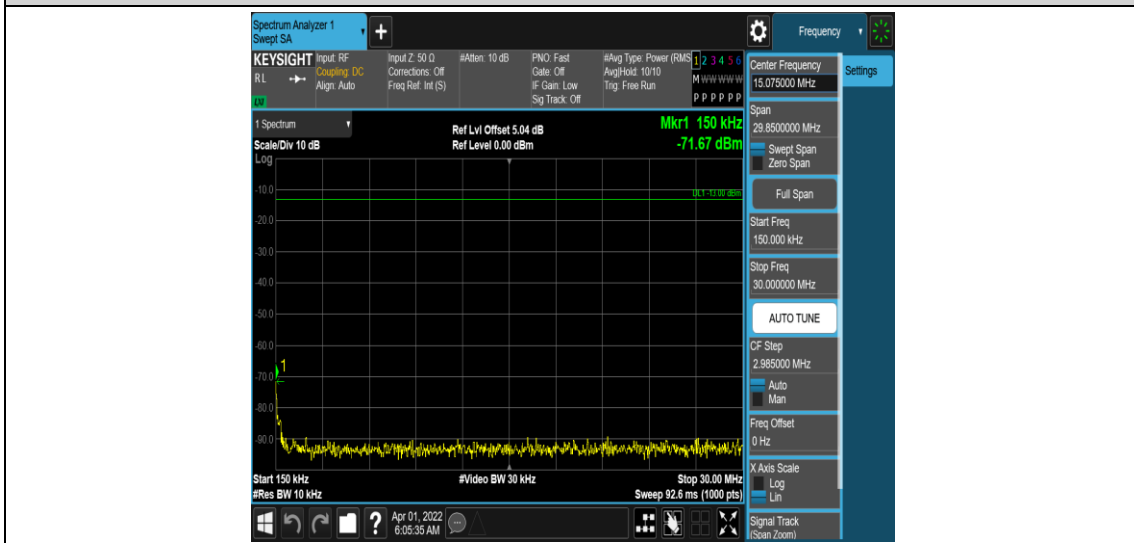 Spectrum Analyzer 1
Swept SA
+
Frequency
KEYSIGHT
RL
LXI
Input: RF
Coupling: DC
Align: Auto
Input Z: 50 Ω
Corrections: Off
Freq Ref: Int (S)
#Atten: 10 dB
PNO: Fast
Gate: Off
IF Gain: Low
Sig Track: Off
#Avg Type: Power (RMS
Avg|Hold: 10/10
Trig: Free Run
1 2 3 4 5 6
M W W W W W
P P P P P P
Center Frequency
15.075000 MHz
Settings
1 Spectrum
Scale/Div 10 dB
Ref Lvl Offset 5.04 dB
Ref Level 0.00 dBm
Mkr1 150 kHz
-71.67 dBm
Log
-10.0
DL1 -13.00 dBm
-20.0
-30.0
-40.0
-50.0
-60.0
1
-70.0
-80.0
-90.0
Start 150 kHz
#Video BW 30 kHz
Stop 30.00 MHz
#Res BW 10 kHz
Sweep 92.6 ms (1000 pts)
Span
29.8500000 MHz
Swept Span
Zero Span
Full Span
Start Freq
150.000 kHz
Stop Freq
30.000000 MHz
AUTO TUNE
CF Step
2.985000 MHz
Auto
Man
Freq Offset
0 Hz
X Axis Scale
Log
Lin
Signal Track
(Span Zoom)
?
Apr 01, 2022
6:05:35 AM